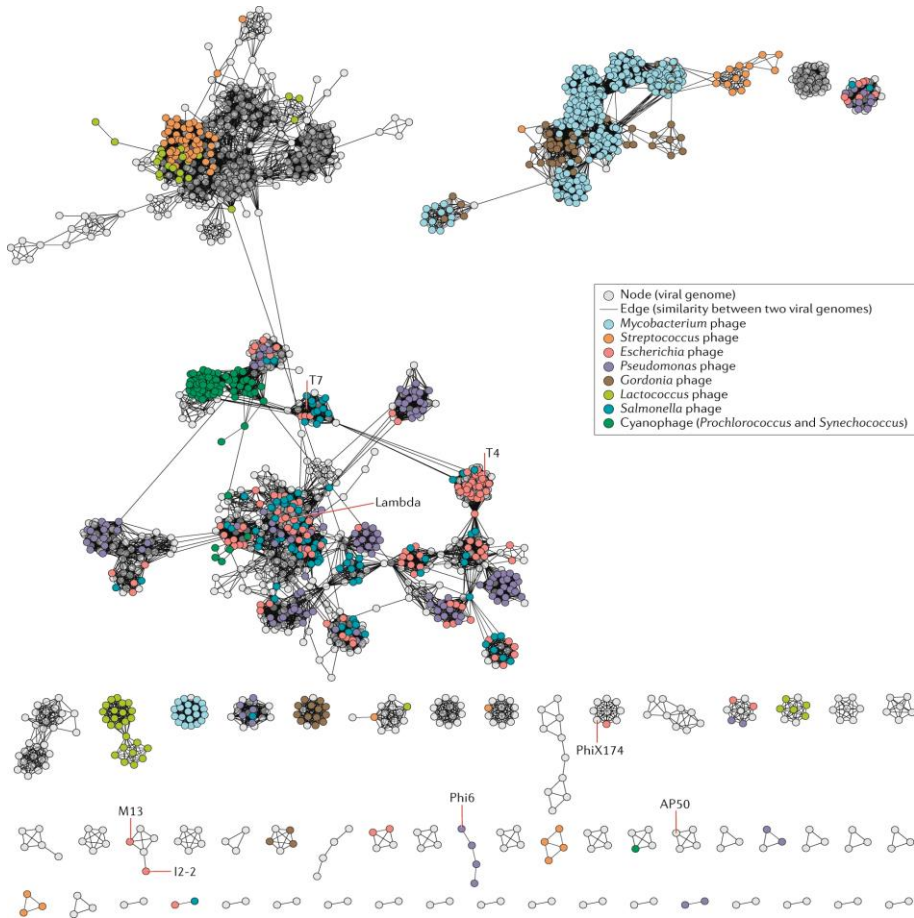 Node (viral genome)
Edge (similarity between two viral genomes)
Mycobacterium phage
Streptococcus phage
Escherichia phage
Pseudomonas phage
Gordonia phage
Lactococcus phage
Salmonella phage
Cyanophage (Prochlorococcus and Synechococcus)
T7
T4
Lambda
PhiX174
M13
Phi6
AP50
I2-2